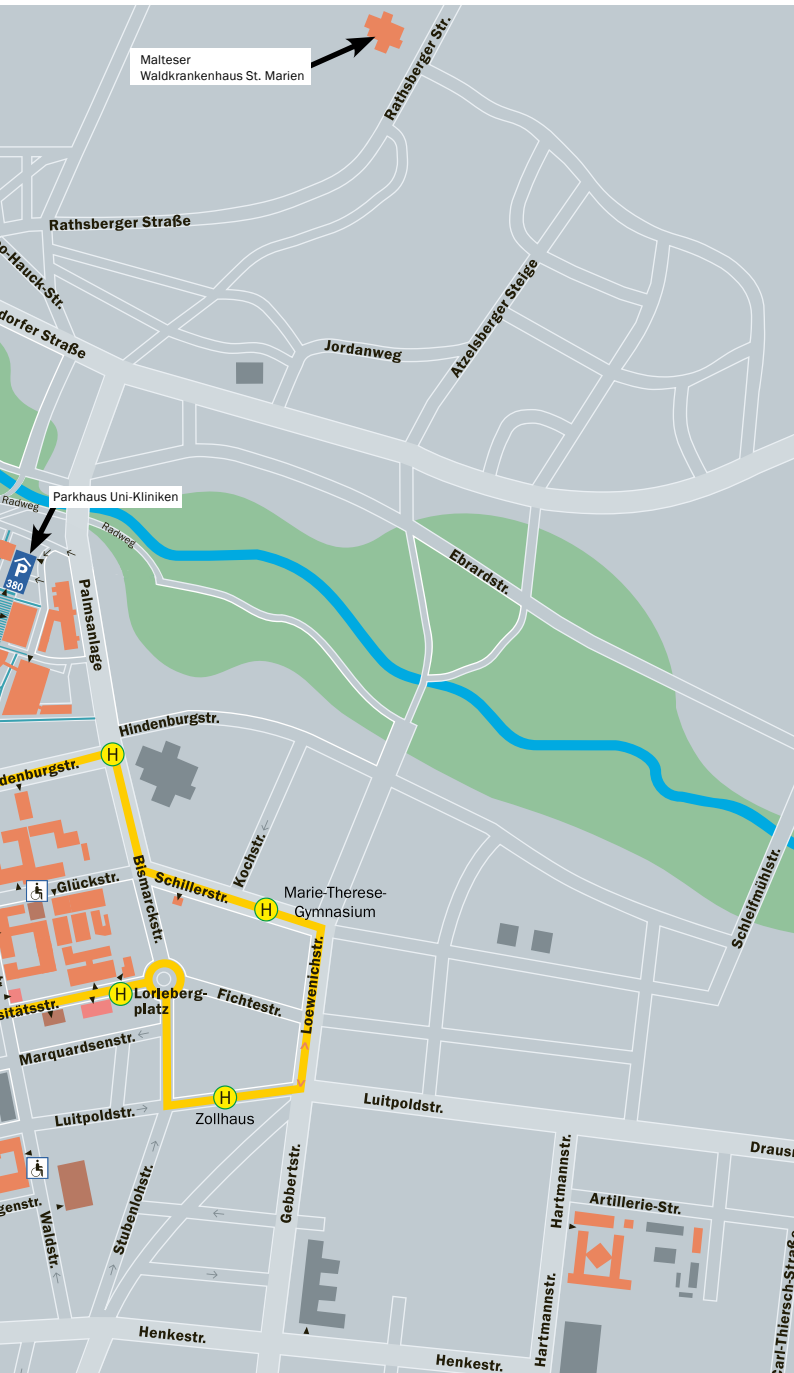 Malteser
Waldkrankenhaus St. Marien
Rathsberger Str.
Rathsberger Straße
o-Hauck-Str.
dorfer Straße
Jordanweg
Atzelsberger Steige
Radweg
Parkhaus Uni-Kliniken
Radweg
P
380
Ebrardstr.
Palmsanlage
Hindenburgstr.
H
denburgstr.
Kochstr.
Bismarckstr.
Schillerstr.
Glückstr.
H
Marie-Therese-
Gymnasium
Schleifmühlstr.
Loewenichstr.
H
Lorleberg-
platz
Fichtestr.
sitätsstr.
Marquardsenstr.
H
Zollhaus
Luitpoldstr.
Luitpoldstr.
Drausn
Gebbertstr.
Hartmannstr.
Artillerie-Str.
Stubenlohstr.
genstr.
Waldstr.
Hartmannstr.
Carl-Thiersch-Straße
Henkestr.
Henkestr.